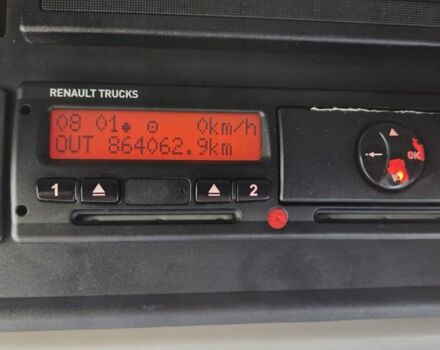 RENAULT TRUCKS
08 01 0km/h
OUT 864062.9km
1 2
OK